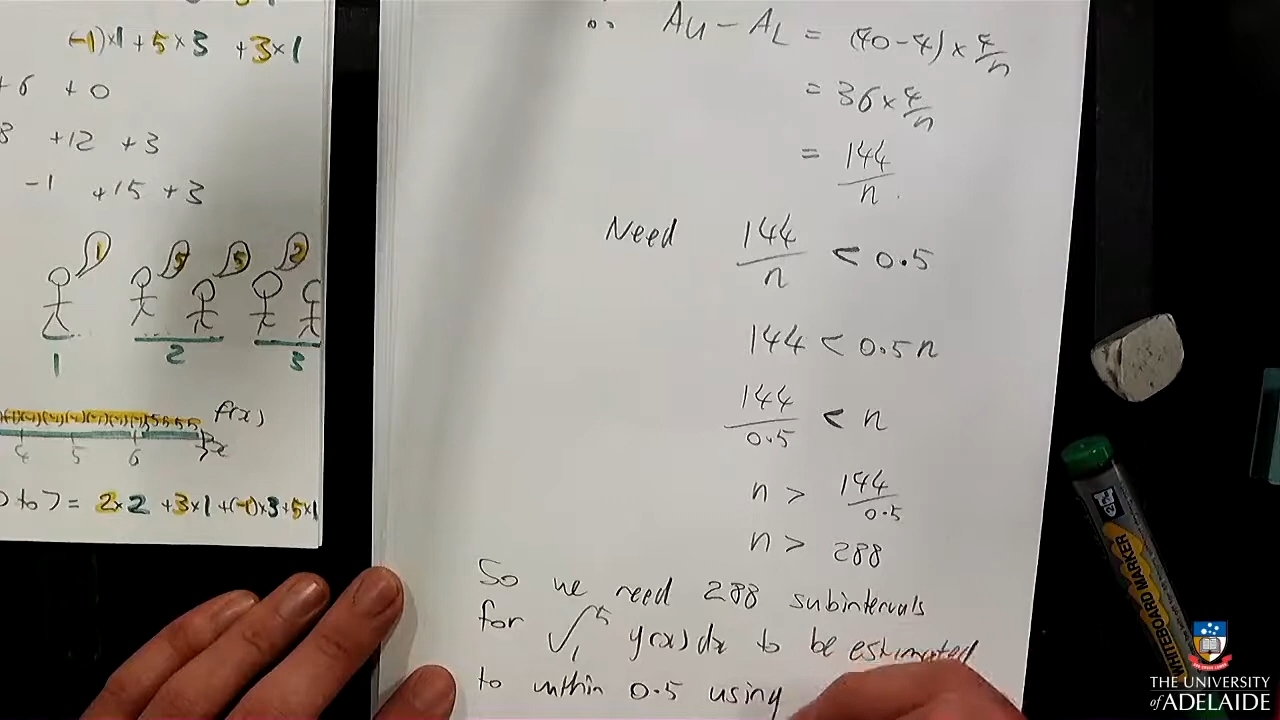 (-1)×1 + 5×3 + 3×1
+6 +0
+12 +3
-1 +15 +3
1 5 5 2
1 2 3
f(x)
4 5 6 7 x
to 7 = 2×2 + 3×1 + (-1)×3 + 5×1
∴ AU − AL = (40−4) × 4/n
= 36 × 4/n
= 144/n.
Need 144/n < 0.5
144 < 0.5n
144/0.5 < n
n > 144/0.5
n > 288
So we need 288 subintervals
for ∫₁⁵ y(x) dx to be estimated
to within 0.5 using
WHITEBOARD MARKER
THE UNIVERSITY
of ADELAIDE